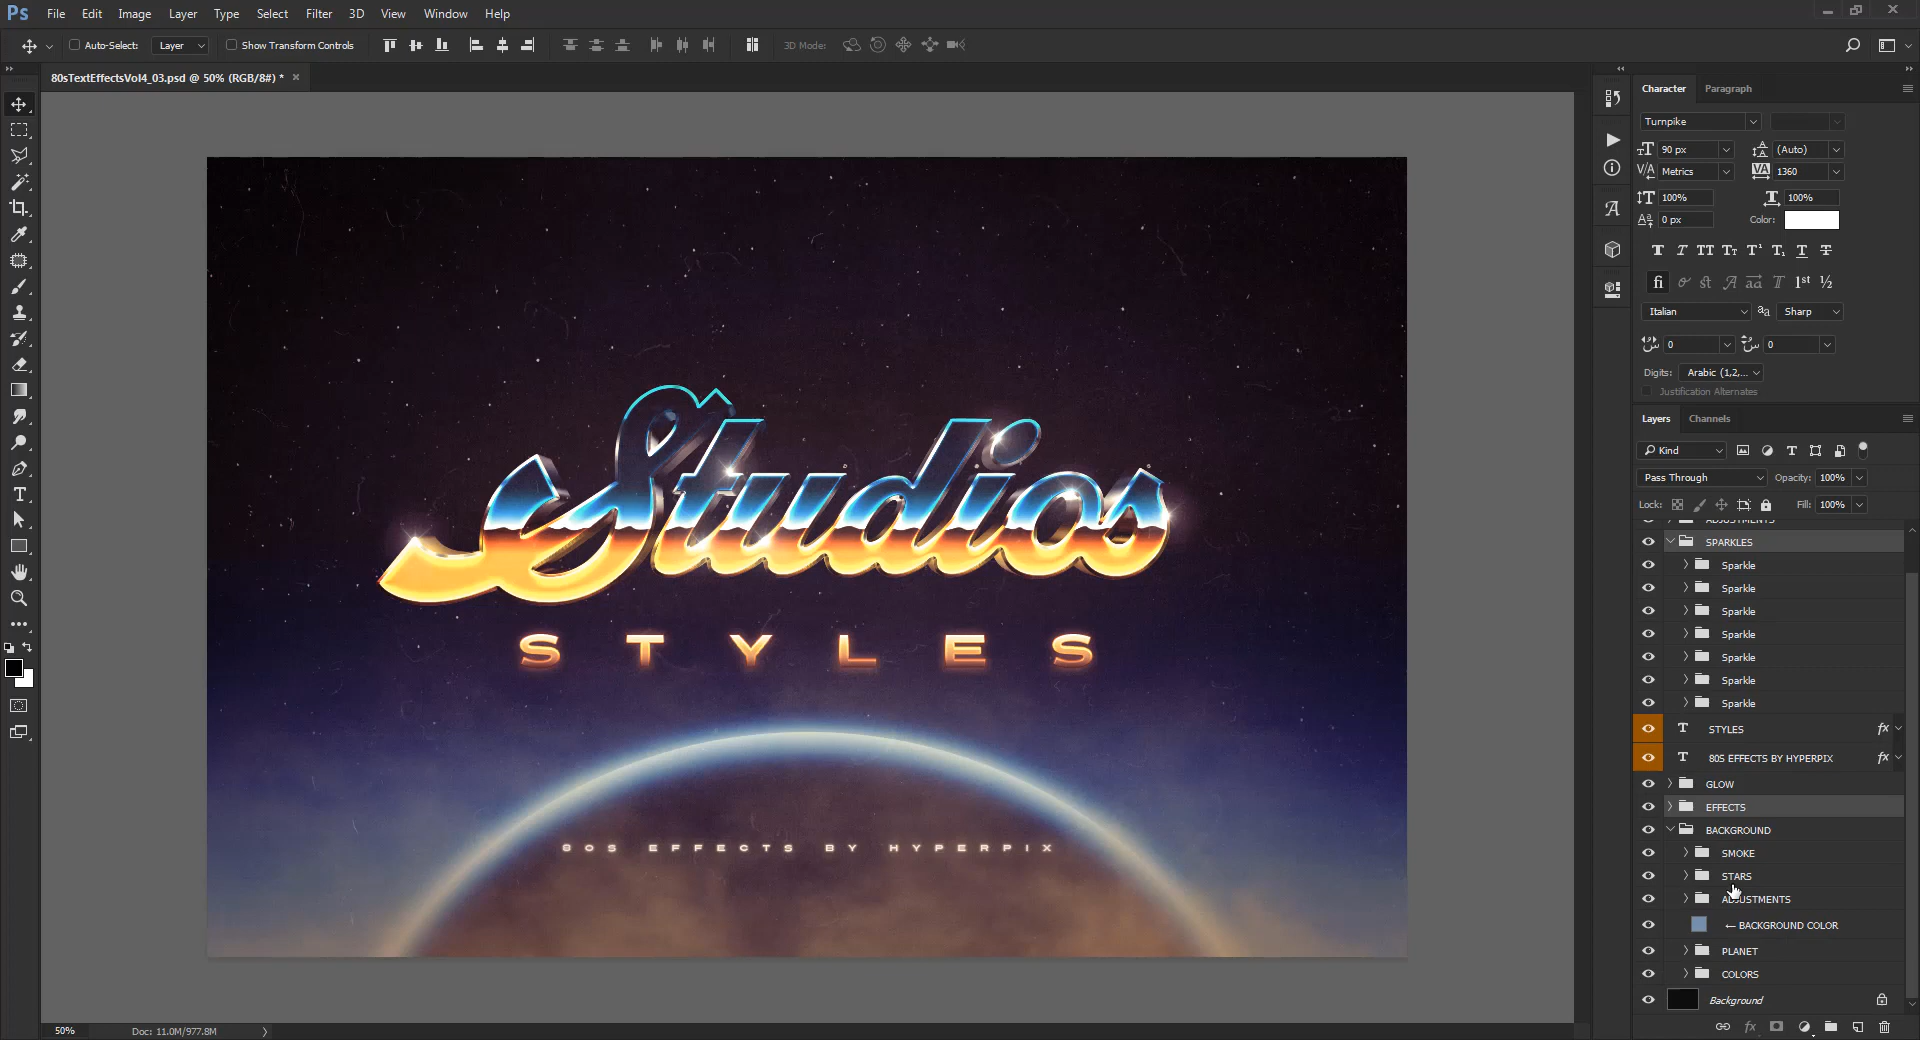 Ps File Edit Image Layer Type Select Filter 3D View Window Help
Auto-Select: Layer Show Transform Controls 3D Mode:
80sTextEffectsVol4_03.psd @ 50% (RGB/8#) * ×
Character Paragraph
Turnpike
90 px (Auto)
Metrics 1360
100% 100%
0 px Color:
Italian Sharp
0 0
Digits: Arabic (1,2,...
Justification Alternates
Layers Channels
Kind
Pass Through Opacity: 100%
Lock: Fill: 100%
ADJUSTMENTS
SPARKLES
Sparkle
Sparkle
Sparkle
Sparkle
Sparkle
Sparkle
Sparkle
STYLES fx
80S EFFECTS BY HYPERPIX fx
GLOW
EFFECTS
BACKGROUND
SMOKE
STARS
ADJUSTMENTS
← BACKGROUND COLOR
PLANET
COLORS
Background
Studios
STYLES
80S EFFECTS BY HYPERPIX
50% Doc: 11.0M/977.8M